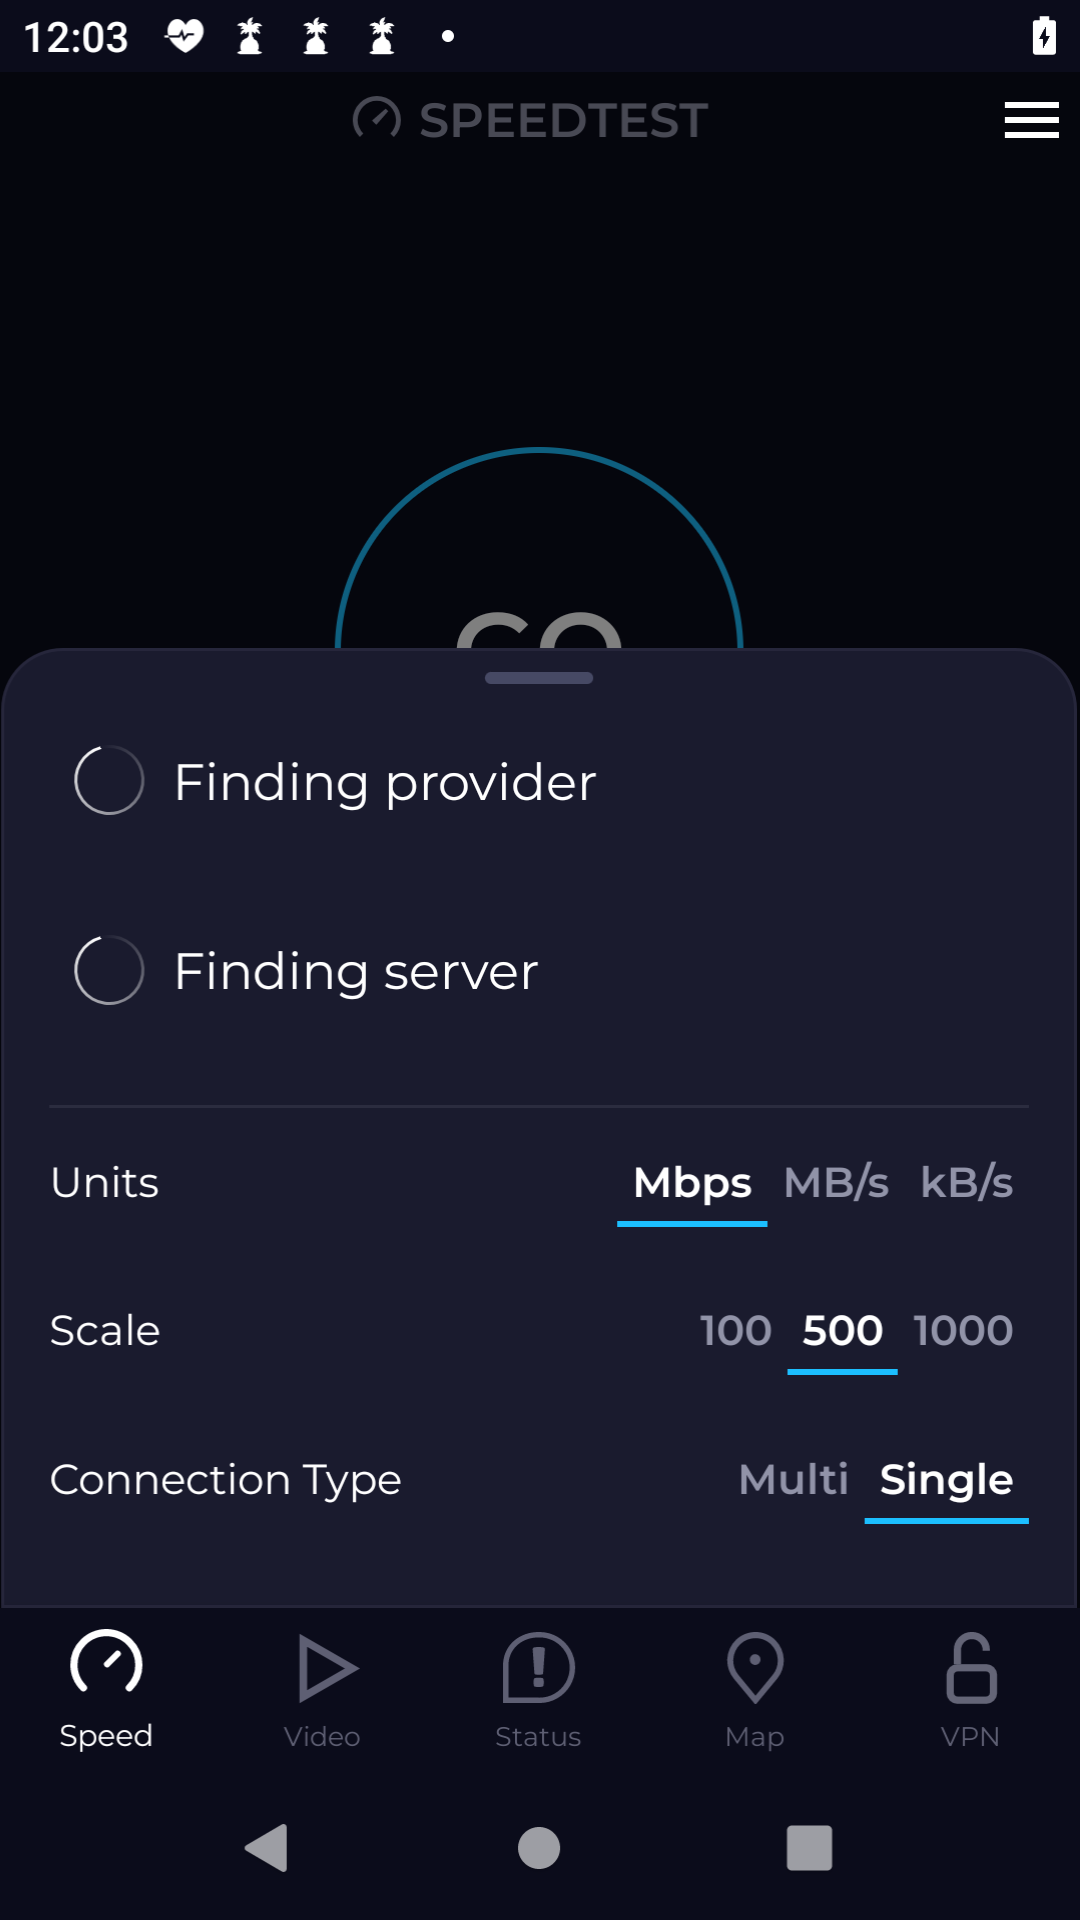 12:03
SPEEDTEST
GO
Finding provider
Finding server
Units Mbps MB/s kB/s
Scale 100 500 1000
Connection Type Multi Single
Speed Video Status Map VPN